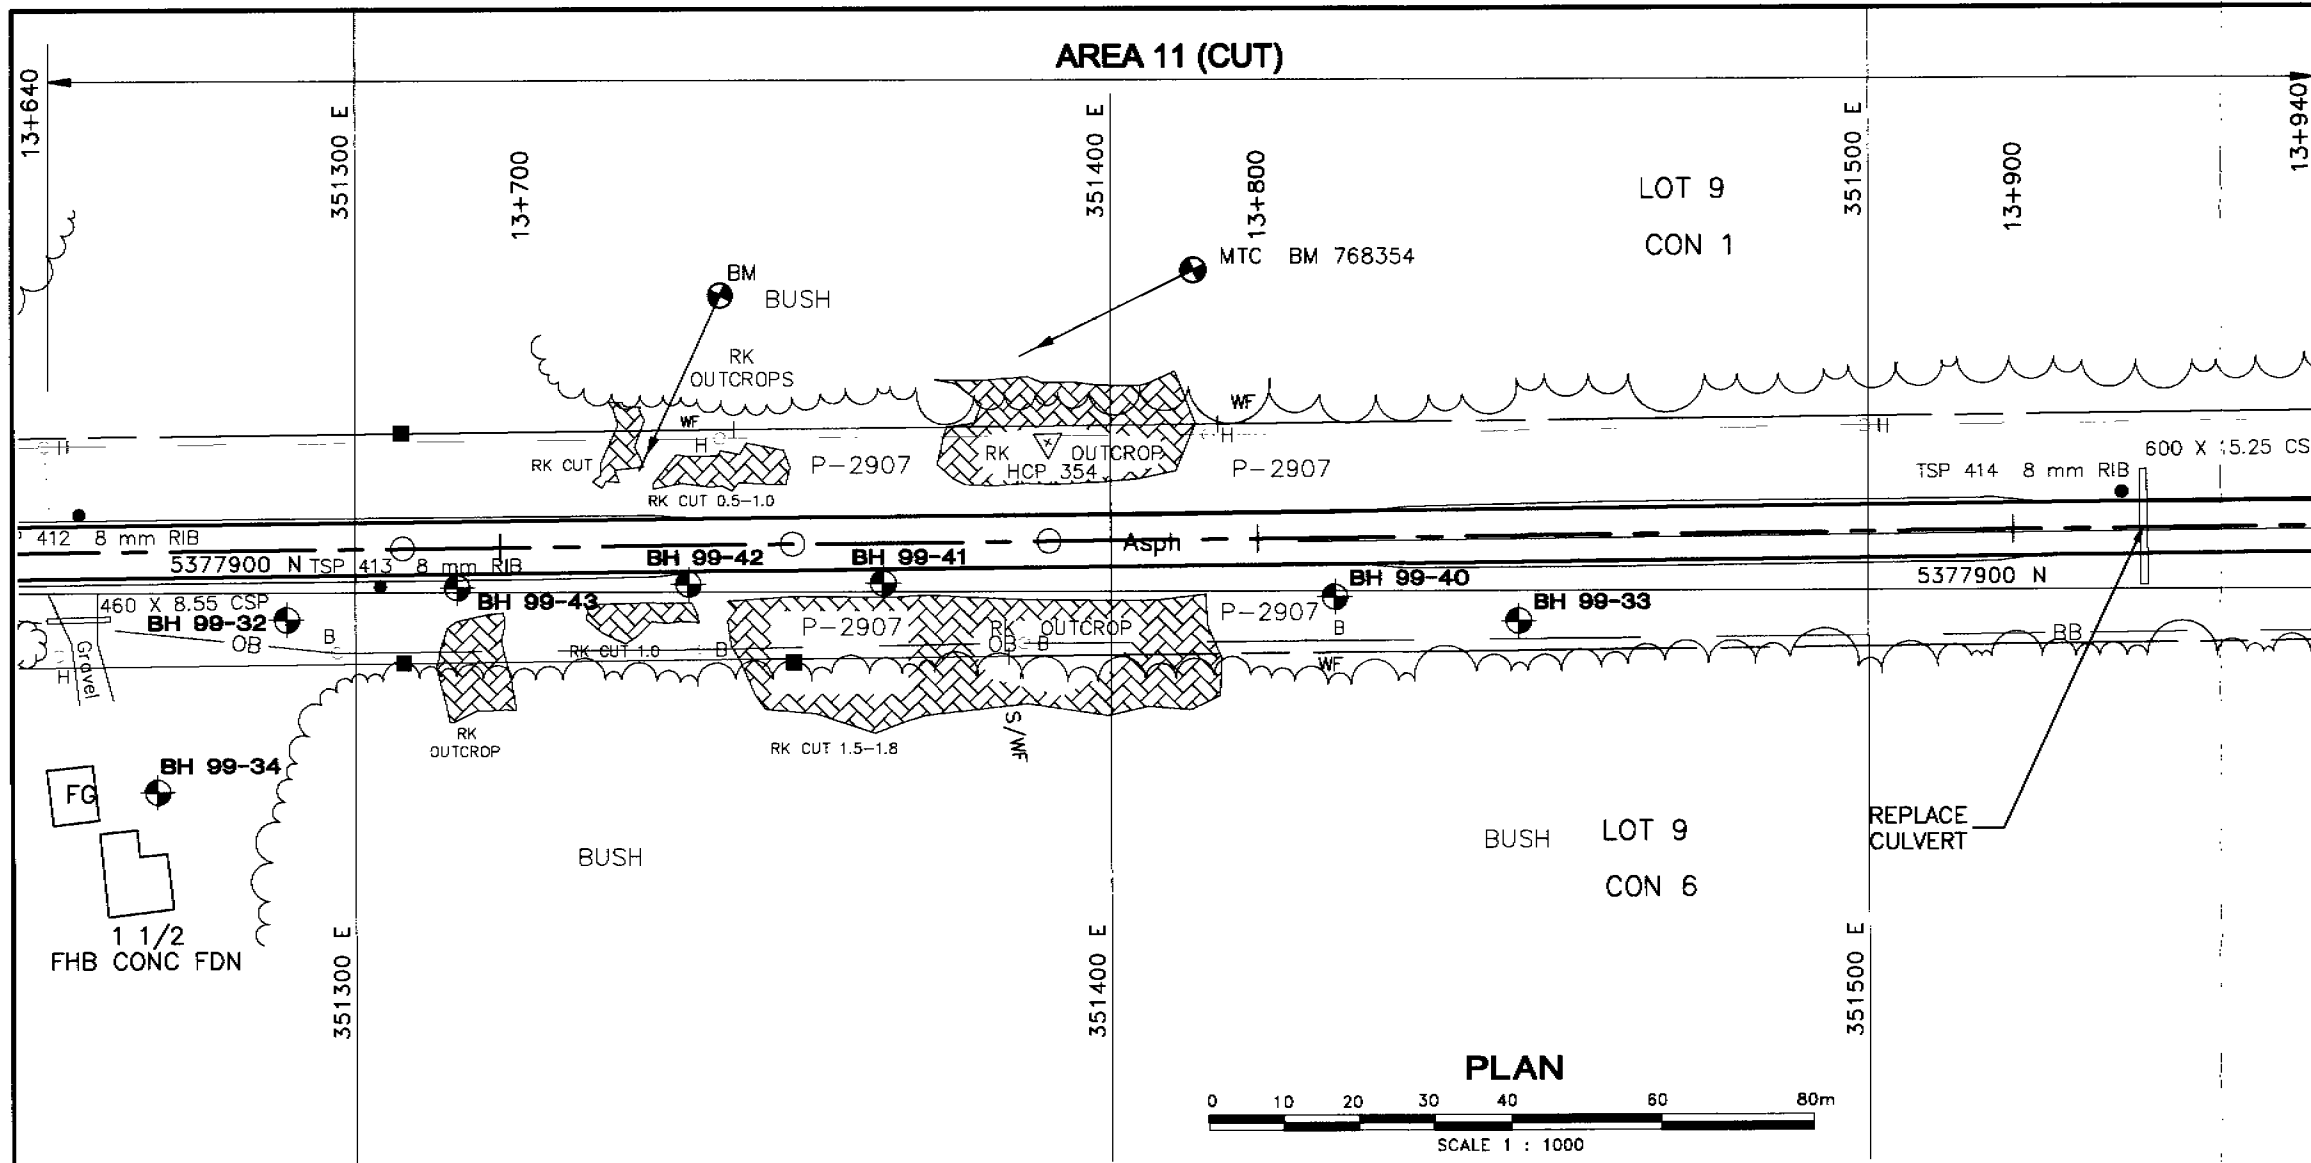 AREA 11 (CUT)
13+640
351300 E
13+700
351400 E
13+800
351500 E
13+900
13+940
LOT 9
CON 1
MTC BM 768354
BM
BUSH
RK
OUTCROPS
WF
WF
H
H
H
H
RK CUT
RK CUT 0.5-1.0
P-2907
RK OUTCROP
HCP 354
P-2907
600 X 15.25 CS
TSP 414 8 mm RIB
412 8 mm RIB
5377900 N
TSP 413 8 mm RIB
BH 99-42
BH 99-41
Asph
BH 99-40
5377900 N
460 X 8.55 CSP
BH 99-32
BH 99-43
BH 99-33
OB
B
P-2907
RK OUTCROP
P-2907
B
BB
RK CUT 1.0
B
OB
B
WF
H
Gravel
RK
OUTCROP
RK CUT 1.5-1.8
S/WF
BH 99-34
FG
BUSH
BUSH
LOT 9
CON 6
REPLACE
CULVERT
1 1/2
FHB CONC FDN
351300 E
351400 E
351500 E
PLAN
0 10 20 30 40 60 80m
SCALE 1 : 1000